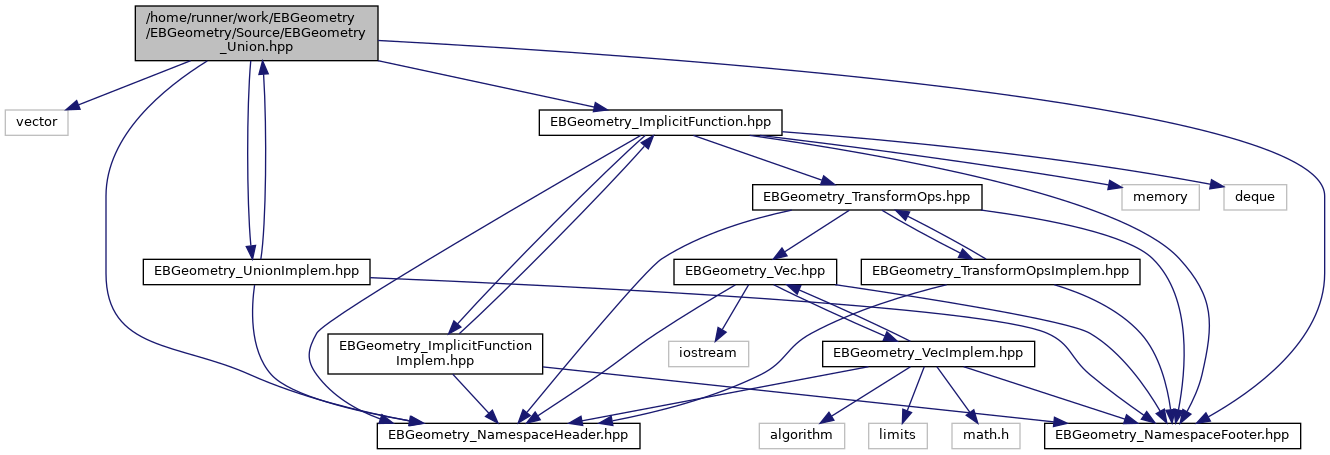 /home/runner/work/EBGeometry
/EBGeometry/Source/EBGeometry
_Union.hpp
vector
EBGeometry_ImplicitFunction.hpp
EBGeometry_TransformOps.hpp
memory
deque
EBGeometry_UnionImplem.hpp
EBGeometry_Vec.hpp
EBGeometry_TransformOpsImplem.hpp
EBGeometry_ImplicitFunction
Implem.hpp
iostream
EBGeometry_VecImplem.hpp
EBGeometry_NamespaceHeader.hpp
algorithm
limits
math.h
EBGeometry_NamespaceFooter.hpp